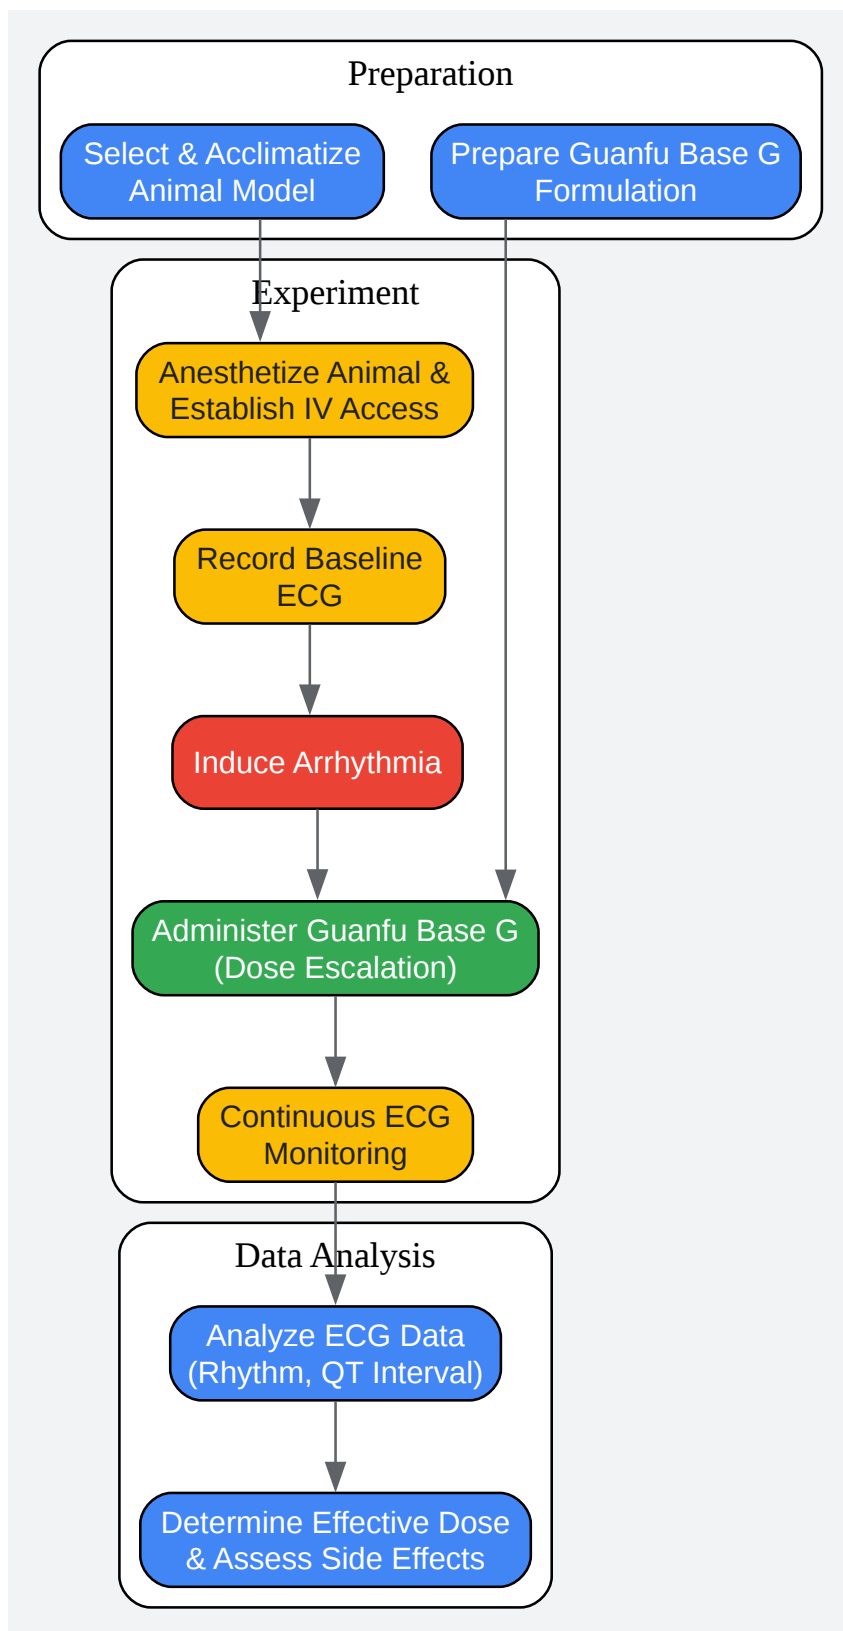 Preparation
Select & Acclimatize
Animal Model
Prepare Guanfu Base G
Formulation
Experiment
Anesthetize Animal &
Establish IV Access
Record Baseline
ECG
Induce Arrhythmia
Administer Guanfu Base G
(Dose Escalation)
Continuous ECG
Monitoring
Data Analysis
Analyze ECG Data
(Rhythm, QT Interval)
Determine Effective Dose
& Assess Side Effects